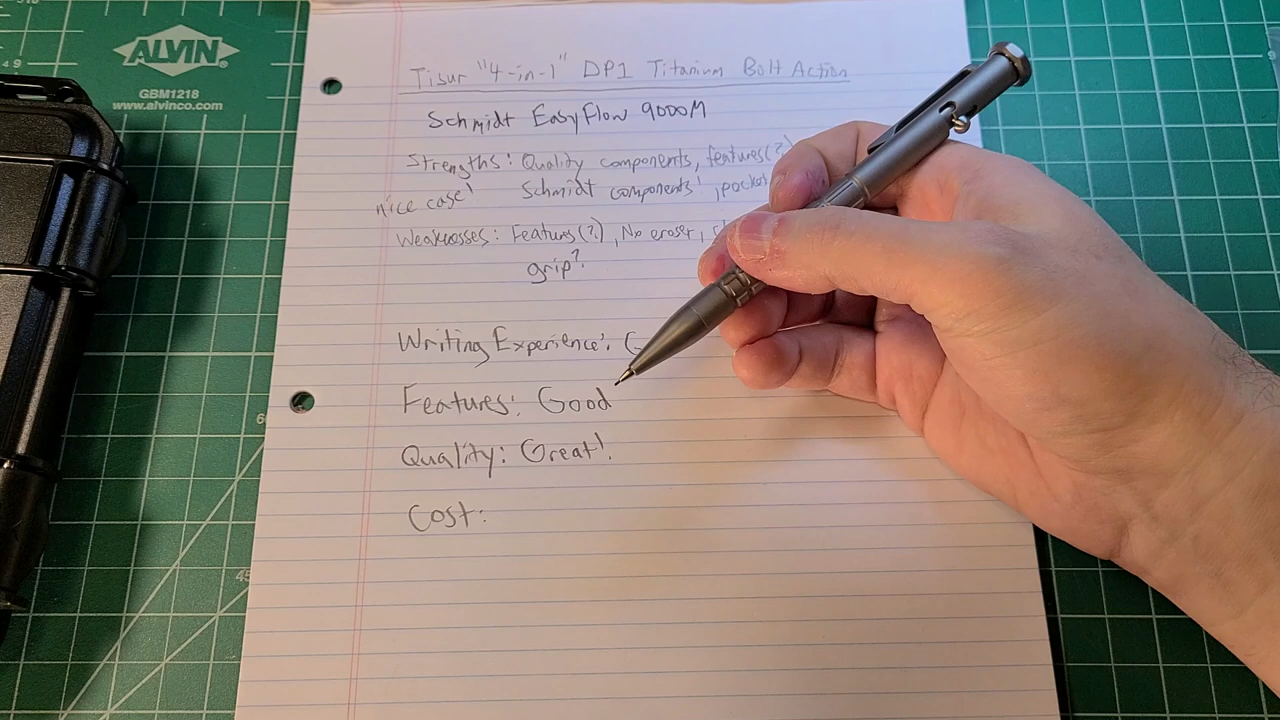 ALVIN
GBM1218
www.alvinco.com
Tisur "4-in-1" DP1 Titanium Bolt Action
Schmidt EasyFlow 9000M
Strengths: Quality components, features(?)
nice case! Schmidt components, pocket
Weaknesses: Features(?), No eraser,
grip?
Writing Experience:
Features: Good
Quality: Great!
Cost: